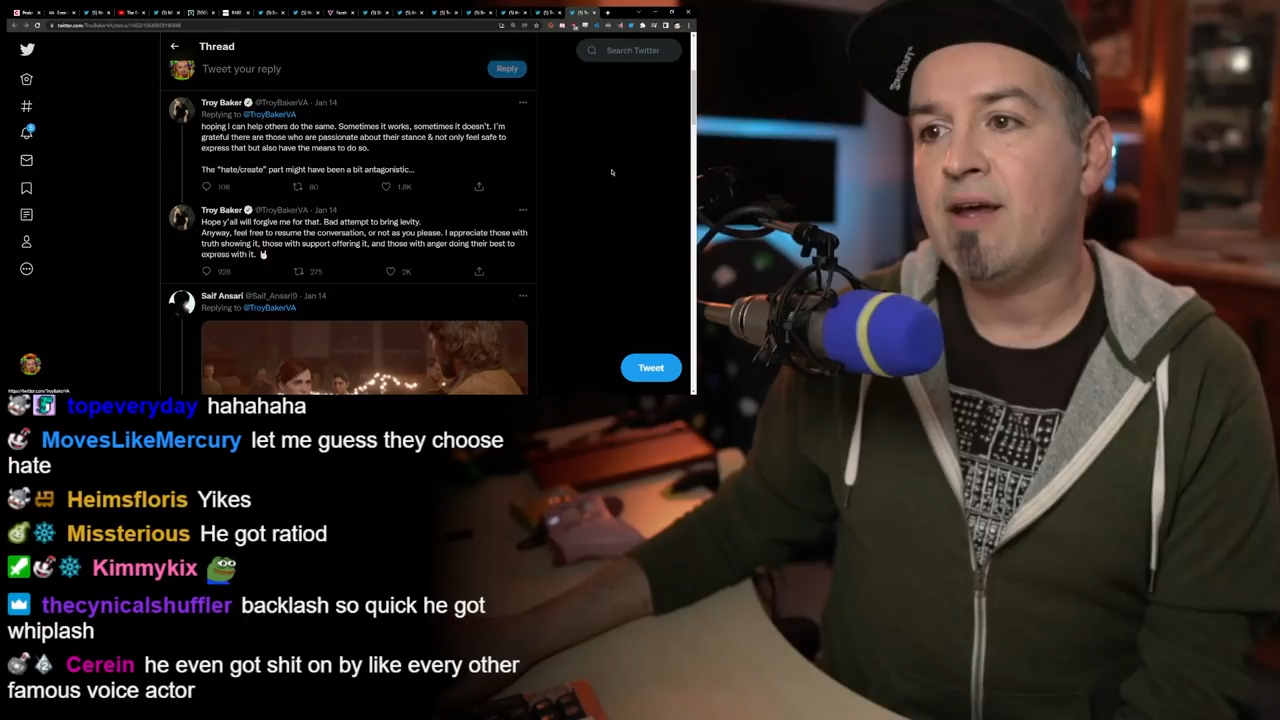 twitter.com/TroyBakerVA/status/
Thread
Search Twitter
Tweet your reply
Reply
Troy Baker @TroyBakerVA · Jan 14
Replying to @TroyBakerVA
hoping I can help others do the same. Sometimes it works, sometimes it doesn't. I'm
grateful there are those who are passionate about their stance & not only feel safe to
express that but also have the means to do so.
The "hate/create" part might have been a bit antagonistic...
108 80 1.8K
Troy Baker @TroyBakerVA · Jan 14
Hope y'all will forgive me for that. Bad attempt to bring levity.
Anyway, feel free to resume the conversation, or not as you please. I appreciate those with
truth showing it, those with support offering it, and those with anger doing their best to
express with it.
928 275 2K
Saif Ansari @Saif_Ansari9 · Jan 14
Replying to @TroyBakerVA
Tweet
https://twitter.com/TroyBakerVA
topeveryday hahahaha
MovesLikeMercury let me guess they choose
hate
Heimsfloris Yikes
Missterious He got ratiod
Kimmykix
thecynicalshuffler backlash so quick he got
whiplash
Cerein he even got shit on by like every other
famous voice actor